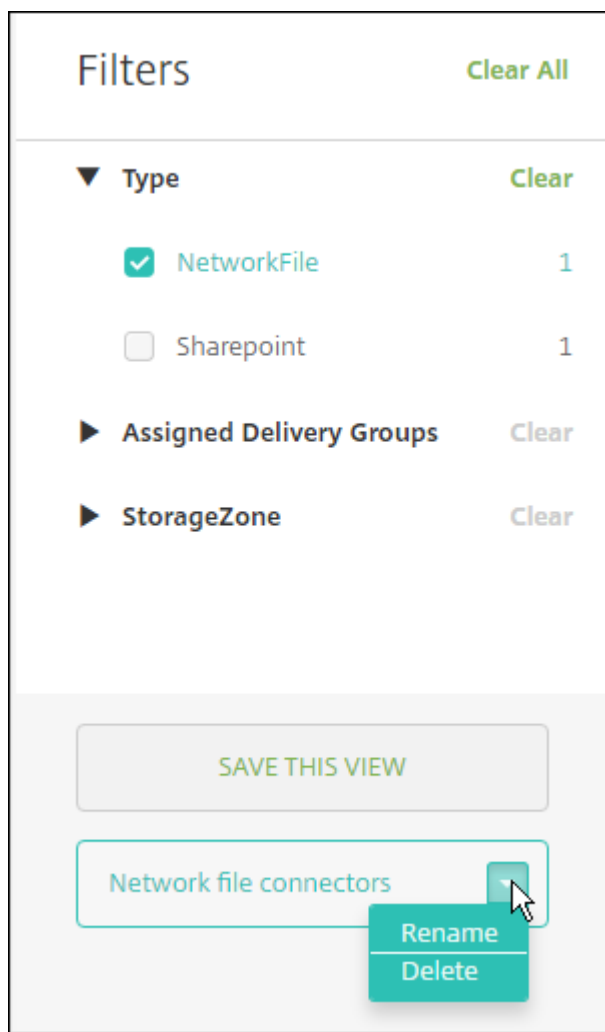 Filters Clear All
Type Clear
NetworkFile 1
Sharepoint 1
Assigned Delivery Groups Clear
StorageZone Clear
SAVE THIS VIEW
Network file connectors
Rename
Delete